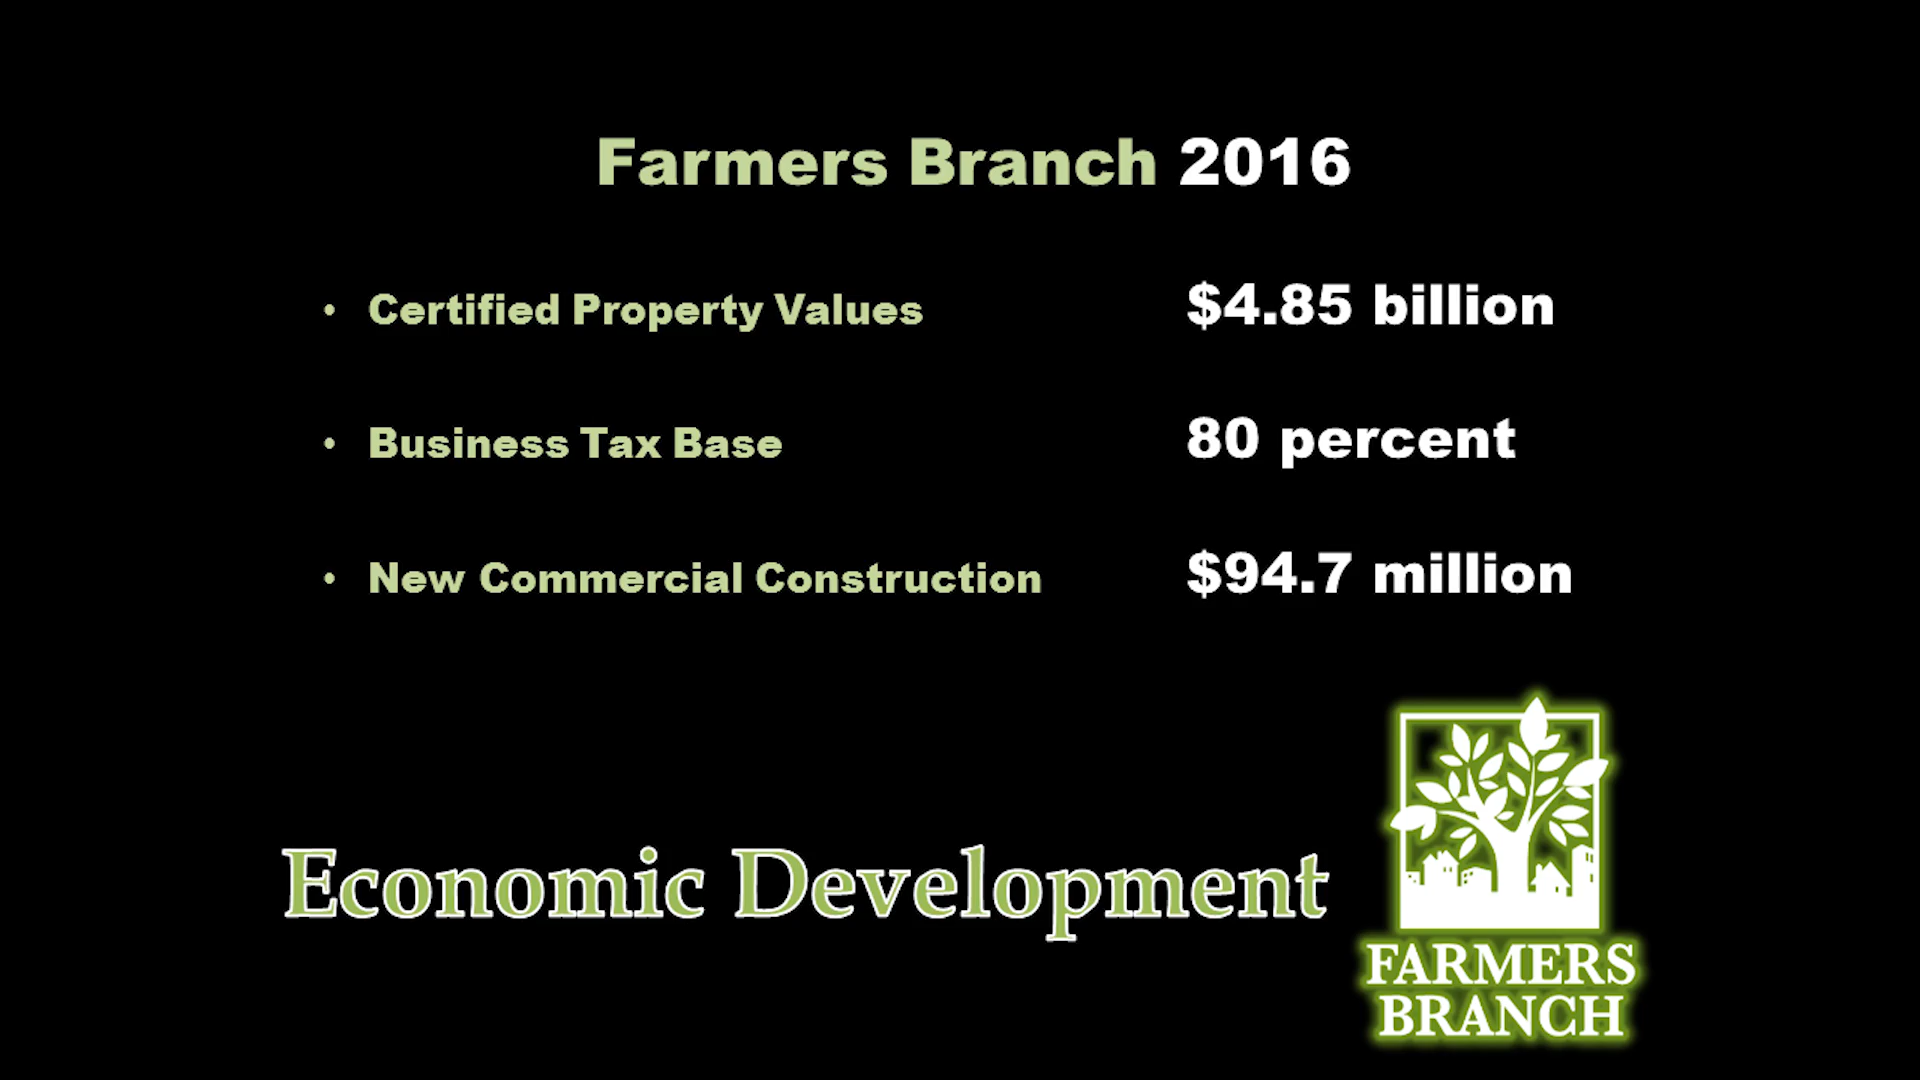 Farmers Branch 2016
• Certified Property Values $4.85 billion
• Business Tax Base 80 percent
• New Commercial Construction $94.7 million
Economic Development
FARMERS
BRANCH